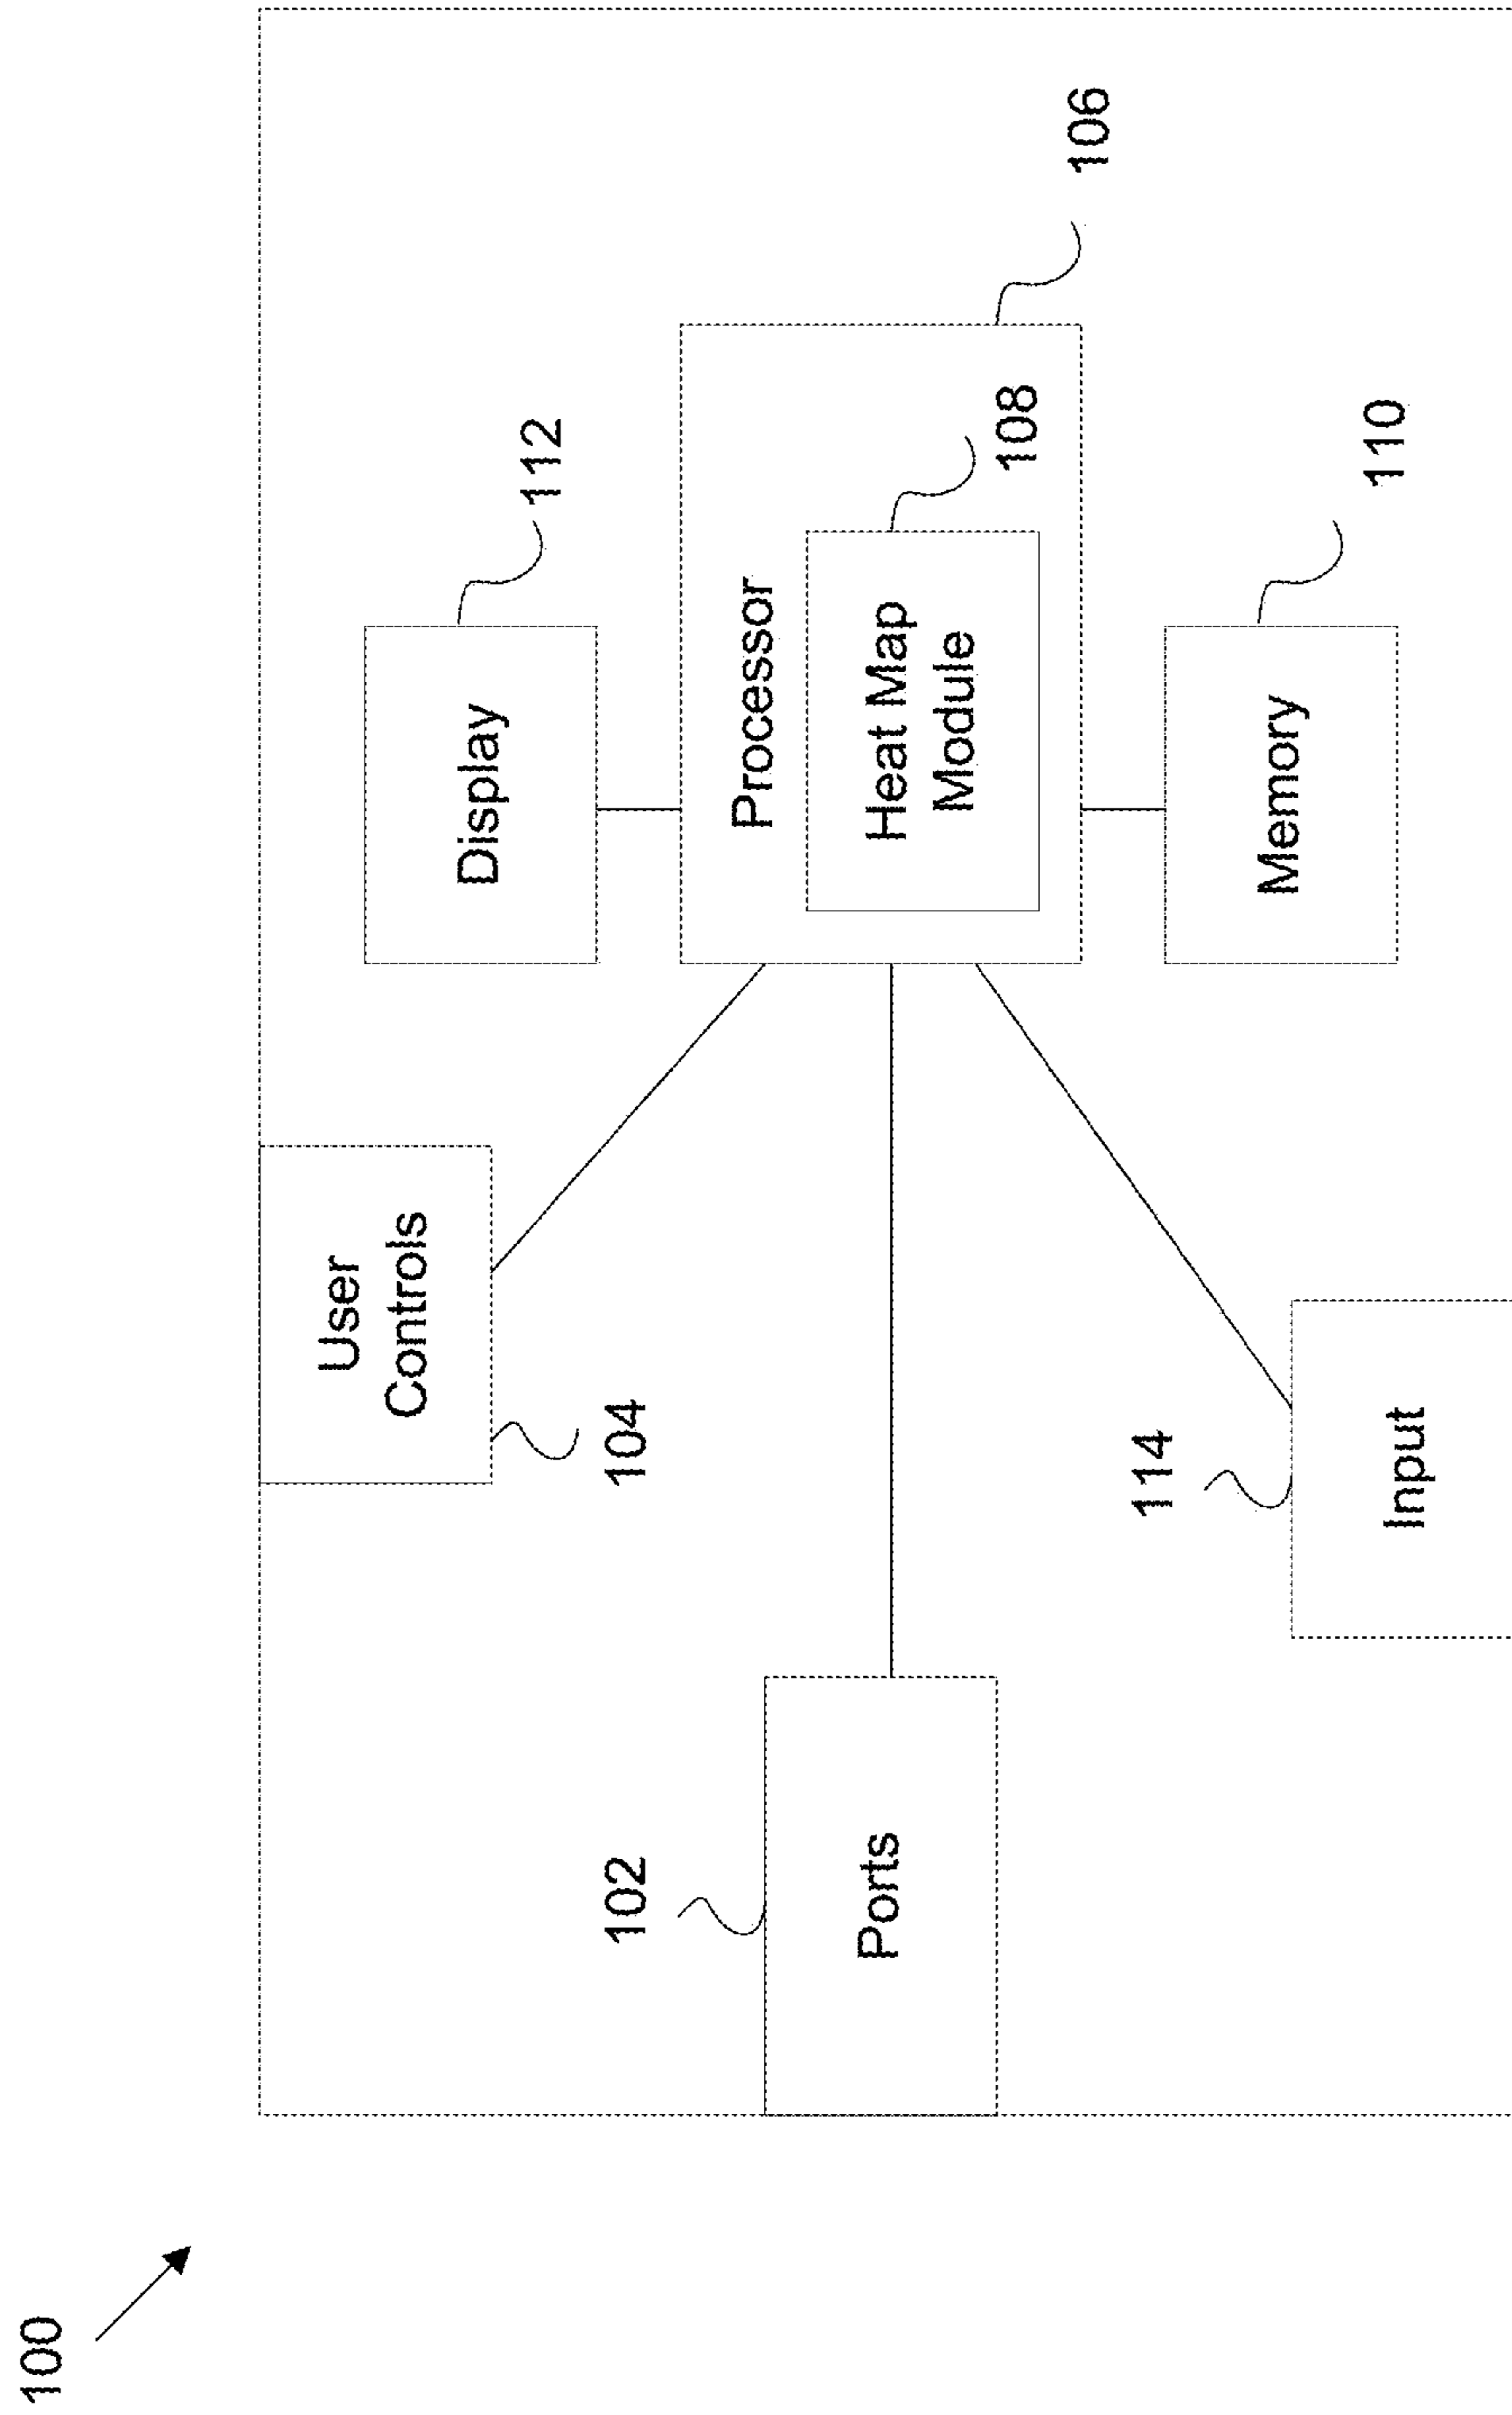 100
User
Controls
104
Display
112
Processor
106
Heat Map
Module
108
102
Ports
114
Input
Memory
110